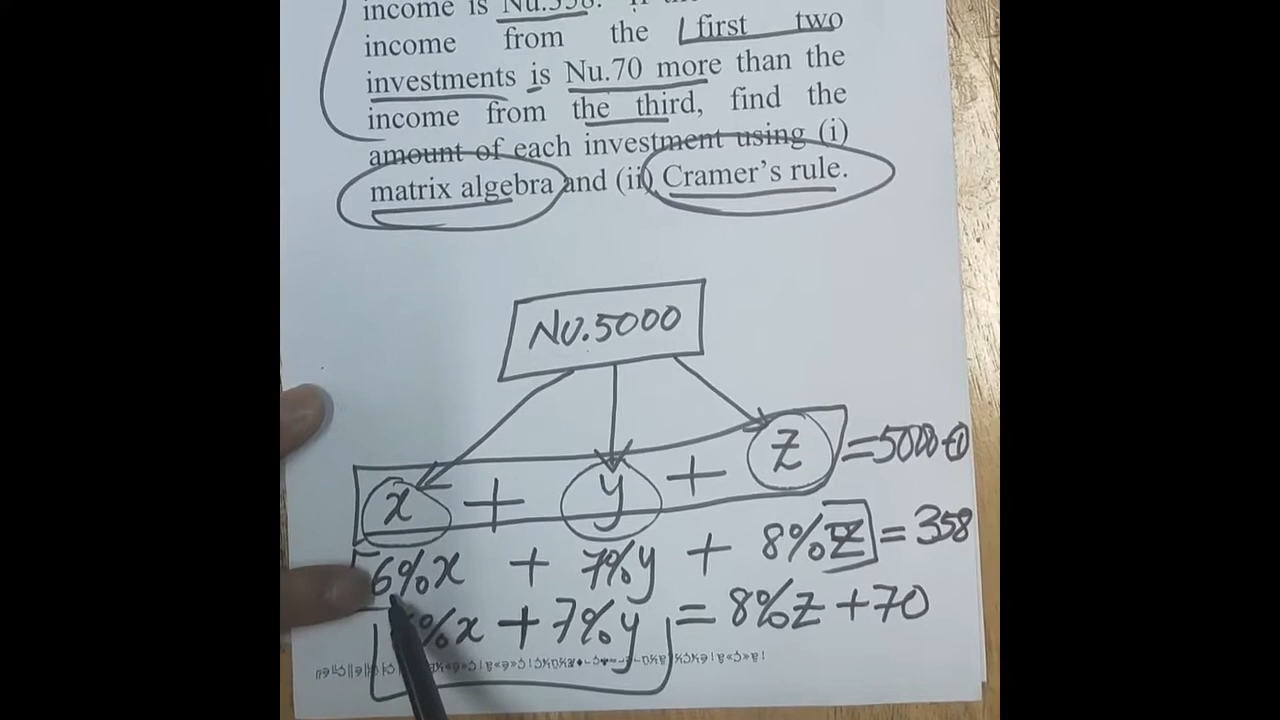 income is Nu.358. If the
income from the first two
investments is Nu.70 more than the
income from the third, find the
amount of each investment using (i)
matrix algebra and (ii) Cramer's rule.
NU.5000
x + y + z = 5000 ①
6%x + 7%y + 8%z = 358
6%x + 7%y = 8%z + 70